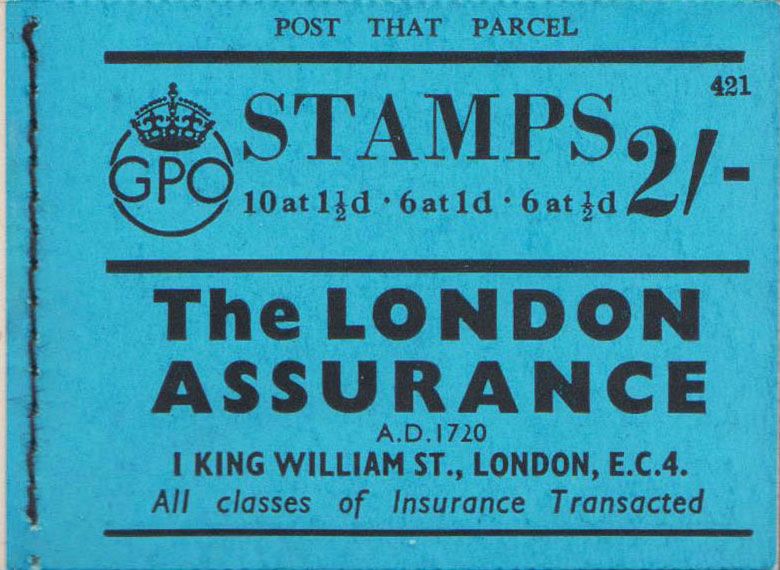 POST THAT PARCEL
421
GPO
STAMPS 2/-
10 at 1½d · 6 at 1d · 6 at ½d
The LONDON
ASSURANCE
A.D.1720
1 KING WILLIAM ST., LONDON, E.C.4.
All classes of Insurance Transacted